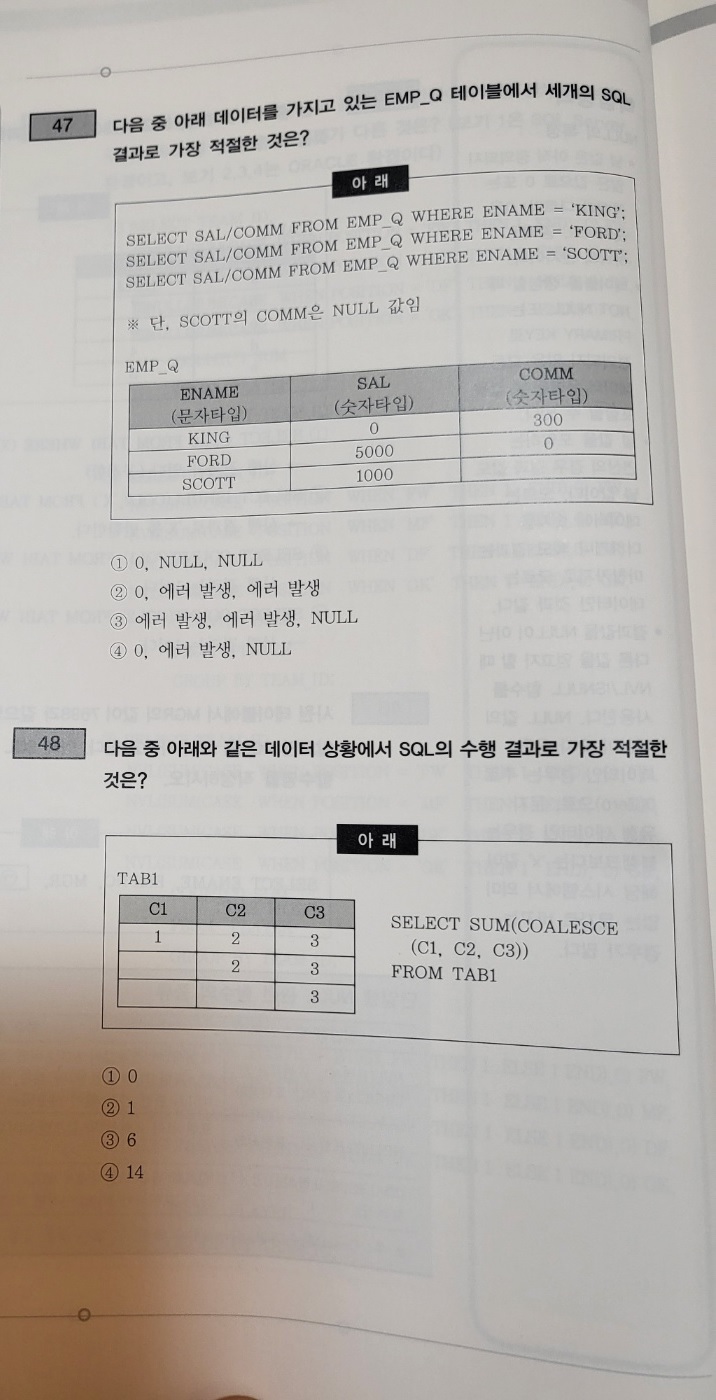 47
다음 중 아래 데이터를 가지고 있는 EMP_Q 테이블에서 세개의 SQL
결과로 가장 적절한 것은?
아 래
SELECT SAL/COMM FROM EMP_Q WHERE ENAME = ‘KING’;
SELECT SAL/COMM FROM EMP_Q WHERE ENAME = ‘FORD’;
SELECT SAL/COMM FROM EMP_Q WHERE ENAME = ‘SCOTT’;
※ 단, SCOTT의 COMM은 NULL 값임
EMP_Q
ENAME SAL COMM
(문자타입) (숫자타입) (숫자타입)
KING 0 300
FORD 5000 0
SCOTT 1000
① 0, NULL, NULL
② 0, 에러 발생, 에러 발생
③ 에러 발생, 에러 발생, NULL
④ 0, 에러 발생, NULL
48
다음 중 아래와 같은 데이터 상황에서 SQL의 수행 결과로 가장 적절한
것은?
아 래
TAB1
C1 C2 C3
1 2 3
2 3
3
SELECT SUM(COALESCE
(C1, C2, C3))
FROM TAB1
① 0
② 1
③ 6
④ 14